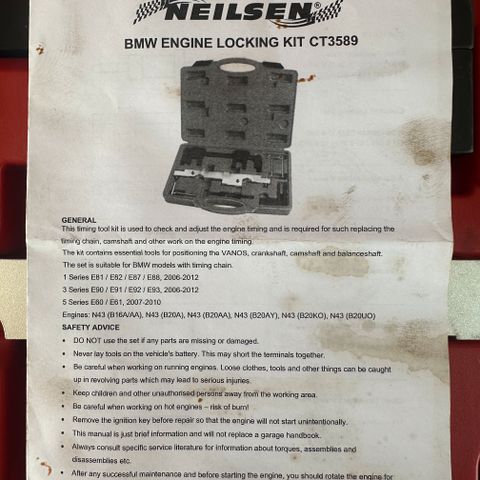 NEILSEN®
BMW ENGINE LOCKING KIT CT3589
GENERAL
This timing tool kit is used to check and adjust the engine timing and is required for such replacing the
timing chain, camshaft and other work on the engine timing.
The kit contains essential tools for positioning the VANOS, crankshaft, camshaft and balanceshaft.
The set is suitable for BMW models with timing chain.
1 Series E81 / E82 / E87 / E88, 2006-2012
3 Series E90 / E91 / E92 / E93, 2006-2012
5 Series E60 / E61, 2007-2010
Engines: N43 (B16A/AA), N43 (B20A), N43 (B20AA), N43 (B20AY), N43 (B20KO), N43 (B20UO)
SAFETY ADVICE
• DO NOT use the set if any parts are missing or damaged.
• Never lay tools on the vehicle's battery. This may short the terminals together.
• Be careful when working on running engines. Loose clothes, tools and other things can be caught
up in revolving parts which may lead to serious injuries.
• Keep children and other unauthorised persons away from the working area.
• Be careful when working on hot engines – risk of burn!
• Remove the ignition key before repair so that the engine will not start unintentionally.
• This manual is just brief information and will not replace a garage handbook.
• Always consult specific service literature for information about torques, assemblies and
disassemblies etc.
• After any successful maintenance and before starting the engine, you should rotate the engine for